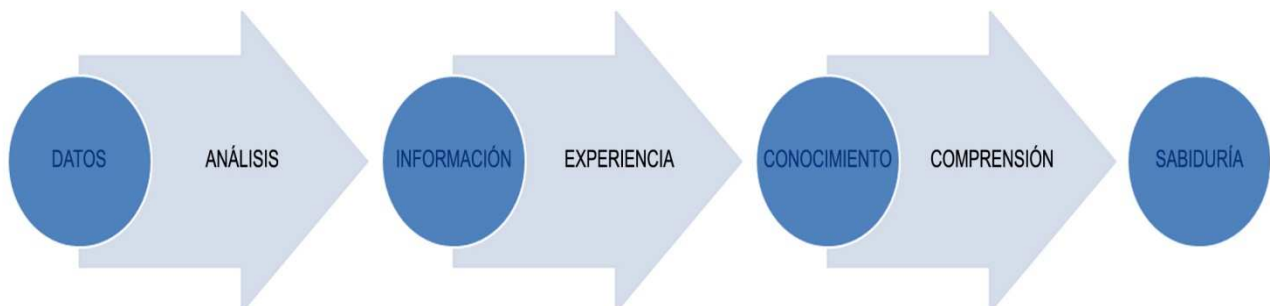 DATOS
ANÁLISIS
INFORMACIÓN
EXPERIENCIA
CONOCIMIENTO
COMPRENSIÓN
SABIDURÍA